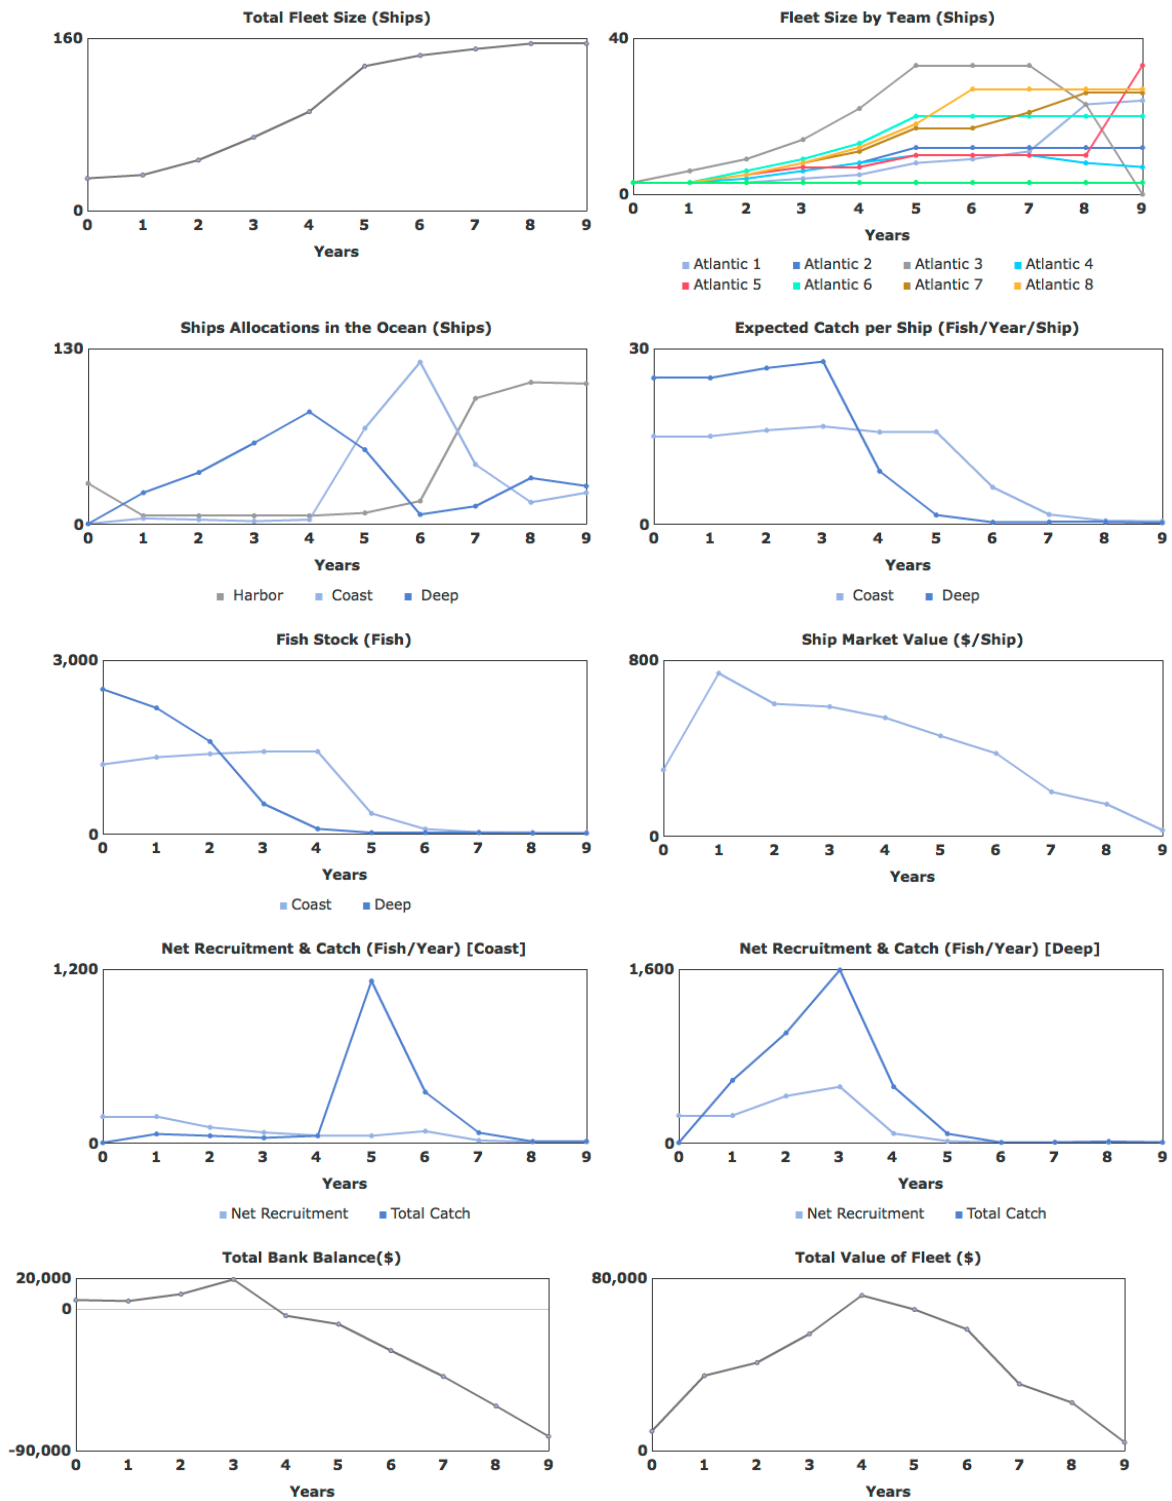 Total Fleet Size (Ships)
160
0
0 1 2 3 4 5 6 7 8 9
Years
Fleet Size by Team (Ships)
40
0
0 1 2 3 4 5 6 7 8 9
Years
Atlantic 1 Atlantic 2 Atlantic 3 Atlantic 4
Atlantic 5 Atlantic 6 Atlantic 7 Atlantic 8
Ships Allocations in the Ocean (Ships)
130
0
0 1 2 3 4 5 6 7 8 9
Years
Harbor Coast Deep
Expected Catch per Ship (Fish/Year/Ship)
30
0
0 1 2 3 4 5 6 7 8 9
Years
Coast Deep
Fish Stock (Fish)
3,000
0
0 1 2 3 4 5 6 7 8 9
Years
Coast Deep
Ship Market Value ($/Ship)
800
0
0 1 2 3 4 5 6 7 8 9
Years
Net Recruitment & Catch (Fish/Year) [Coast]
1,200
0
0 1 2 3 4 5 6 7 8 9
Years
Net Recruitment Total Catch
Net Recruitment & Catch (Fish/Year) [Deep]
1,600
0
0 1 2 3 4 5 6 7 8 9
Years
Net Recruitment Total Catch
Total Bank Balance($)
20,000
0
-90,000
0 1 2 3 4 5 6 7 8 9
Years
Total Value of Fleet ($)
80,000
0
0 1 2 3 4 5 6 7 8 9
Years